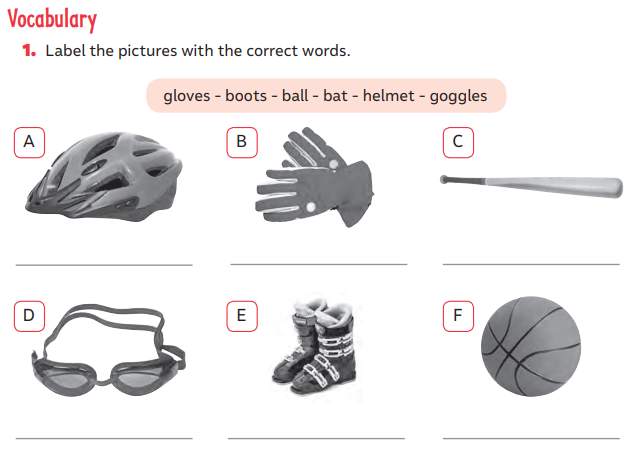 Vocabulary
1. Label the pictures with the correct words.
gloves - boots - ball - bat - helmet - goggles
A
B
C
D
E
F